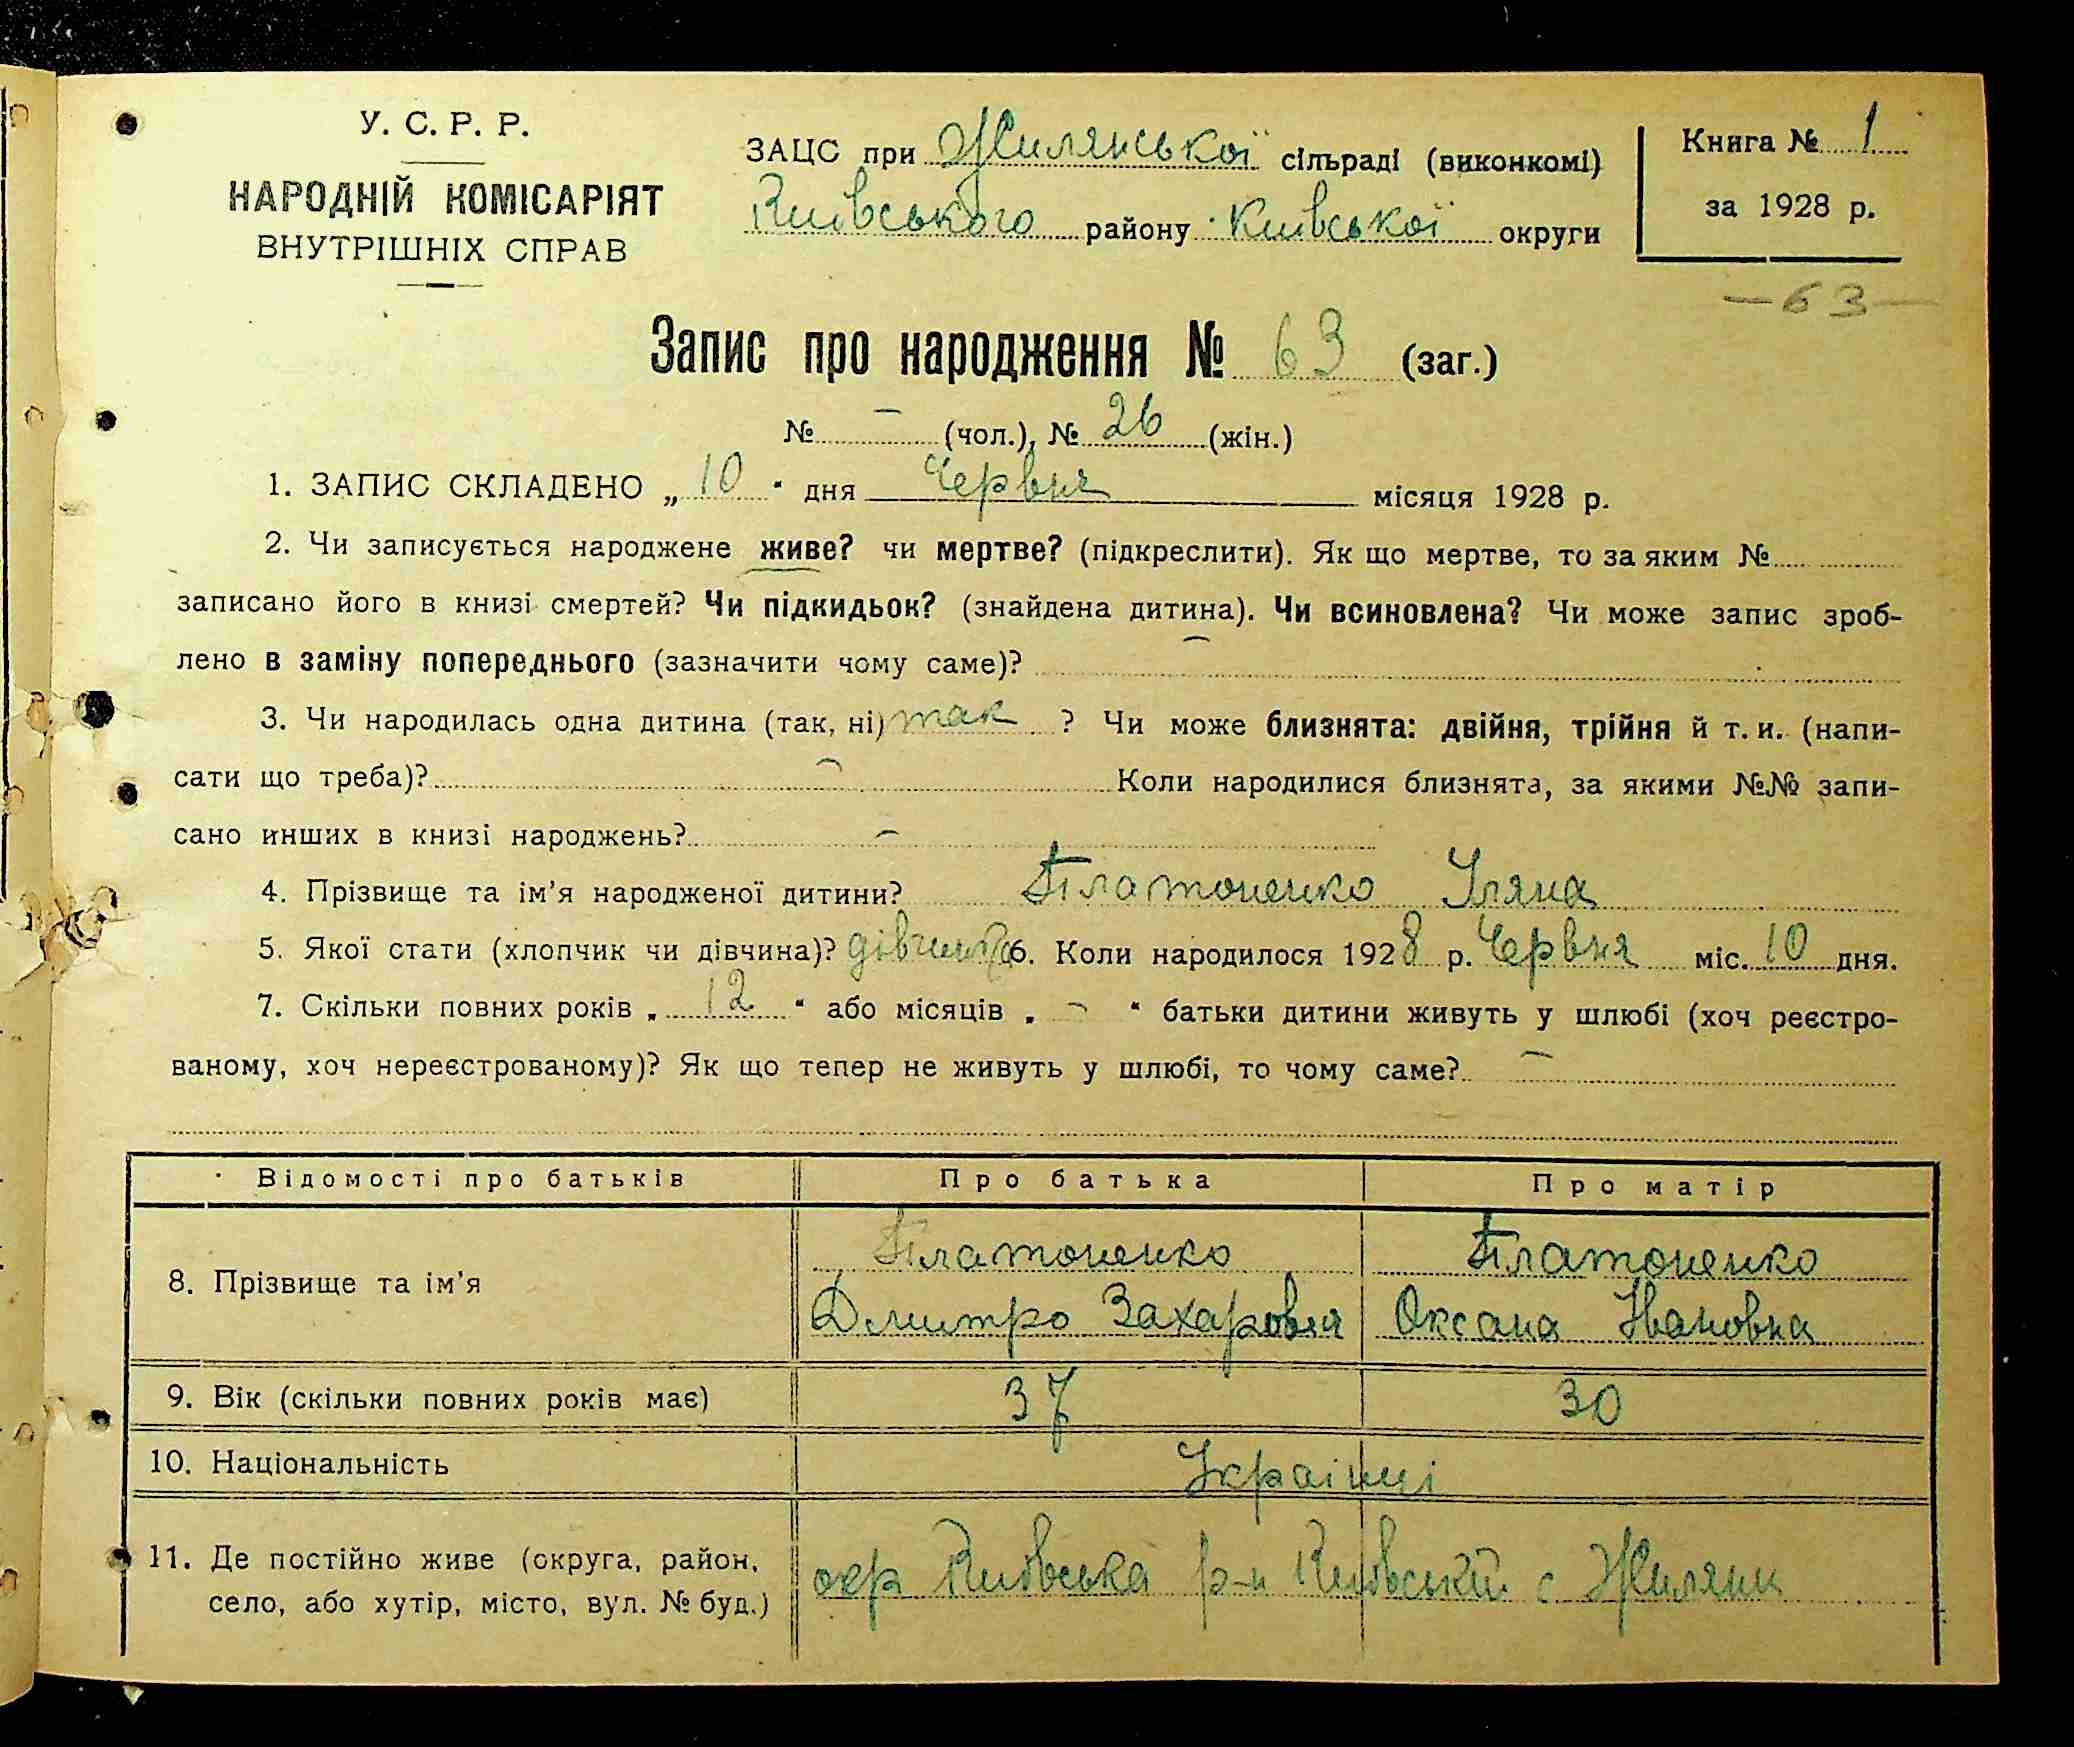 У. С. Р. Р.
НАРОДНІЙ КОМІСАРІЯТ
ВНУТРІШНІХ СПРАВ
ЗАЦС при Жилянської сільраді (виконкомі)
Київського району Київської округи
Книга № 1
за 1928 р.
— 63 —
Запис про народження № 63 (заг.)
№ — (чол.), № 26 (жін.)
1. ЗАПИС СКЛАДЕНО „ 10 “ дня Червня місяця 1928 р.
2. Чи записується народжене живе? чи мертве? (підкреслити). Як що мертве, то за яким №
записано його в книзі смертей? Чи підкидьок? (знайдена дитина). Чи всиновлена? Чи може запис зроб-
лено в заміну попереднього (зазначити чому саме)? —
3. Чи народилась одна дитина (так, ні) так ? Чи може близнята: двійня, трійня й т. и. (напи-
сати що треба)? — Коли народилися близнята, за якими №№ запи-
сано инших в книзі народжень? —
4. Прізвище та ім’я народженої дитини? Платоненко Уляна
5. Якої стати (хлопчик чи дівчина)? дівчина 6. Коли народилося 1928 р. Червня міс. 10 дня.
7. Скільки повних років „ 12 “ або місяців „ — “ батьки дитини живуть у шлюбі (хоч реєстро-
ваному, хоч нереєстрованому)? Як що тепер не живуть у шлюбі, то чому саме? —
Відомості про батьків Про батька Про матір
8. Прізвище та ім’я
Платоненко Платоненко
Дмитро Захарович Оксана Івановна
9. Вік (скільки повних років має) 37 30
10. Національність Українці
11. Де постійно живе (округа, район,
село, або хутір, місто, вул. № буд.)
окр Київська р-н Київський с Жиляни